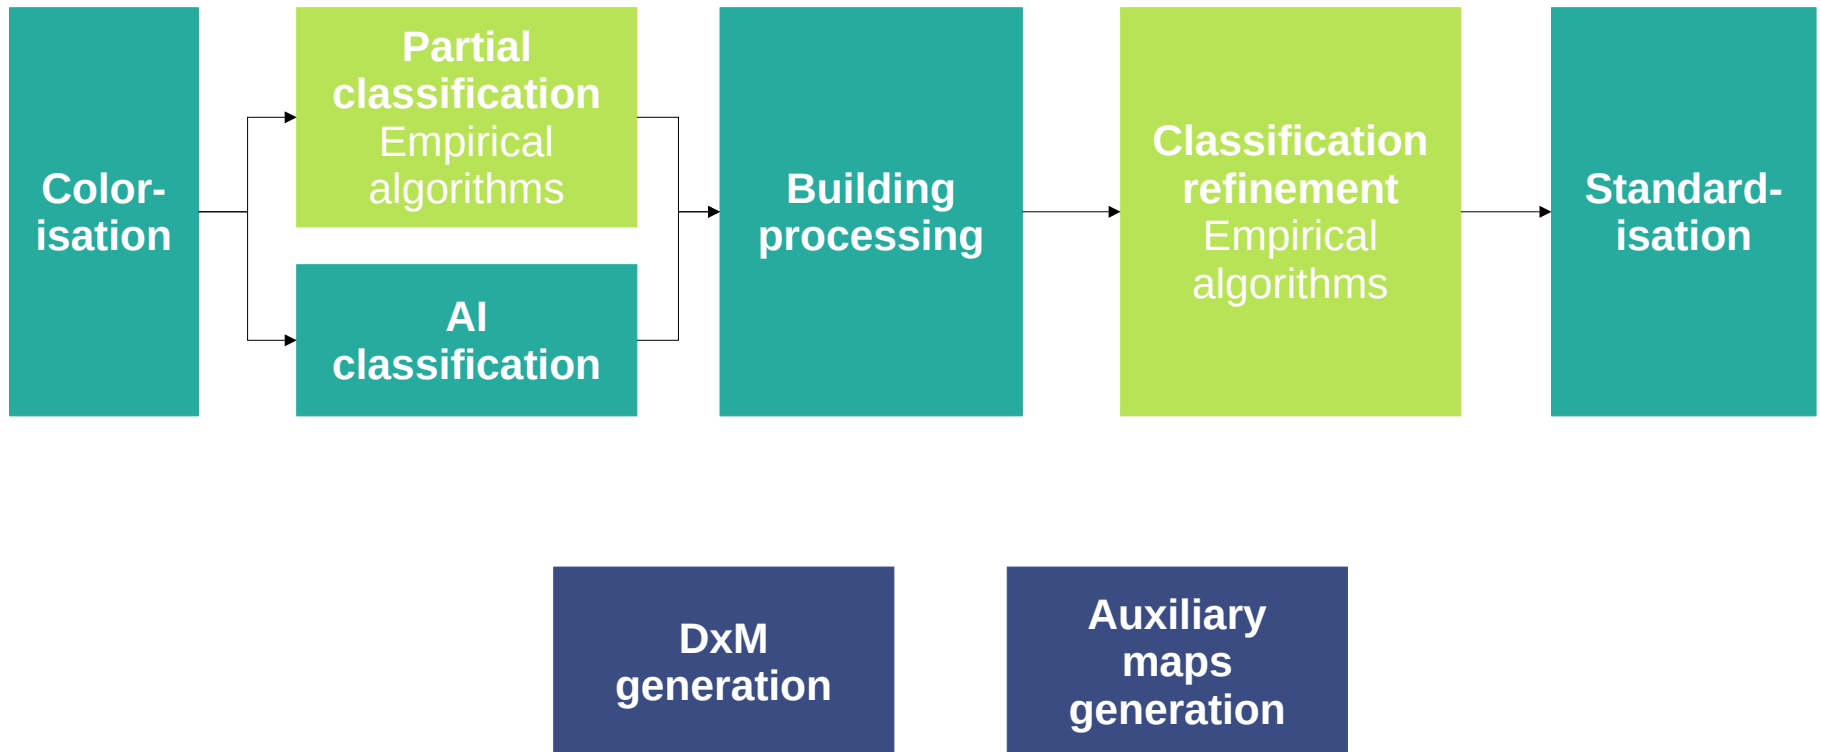 Color-
isation
Partial
classification
Empirical
algorithms
AI
classification
Building
processing
Classification
refinement
Empirical
algorithms
Standard-
isation
DxM
generation
Auxiliary
maps
generation